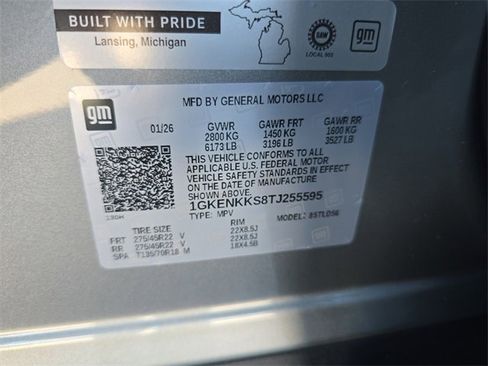 BUILT WITH PRIDE
Lansing, Michigan
UAW
LOCAL 602
gm
gm
MFD BY GENERAL MOTORS LLC
01/26 GVWR GAWR FRT GAWR RR
2800 KG 1450 KG 1600 KG
6173 LB 3196 LB 3527 LB
THIS VEHICLE CONFORMS TO ALL
APPLICABLE U.S. FEDERAL MOTOR
VEHICLE SAFETY STANDARDS IN EFFECT
ON THE DATE OF MANUFACTURE
SHOWN ABOVE.
1GKENKKS8TJ255595
TYPE: MPV
TIRE SIZE RIM
FRT 275/45R22 V 22X8.5J
RR 275/45R22 V 22X8.5J
SPA T135/70R18 M 18X4.5B